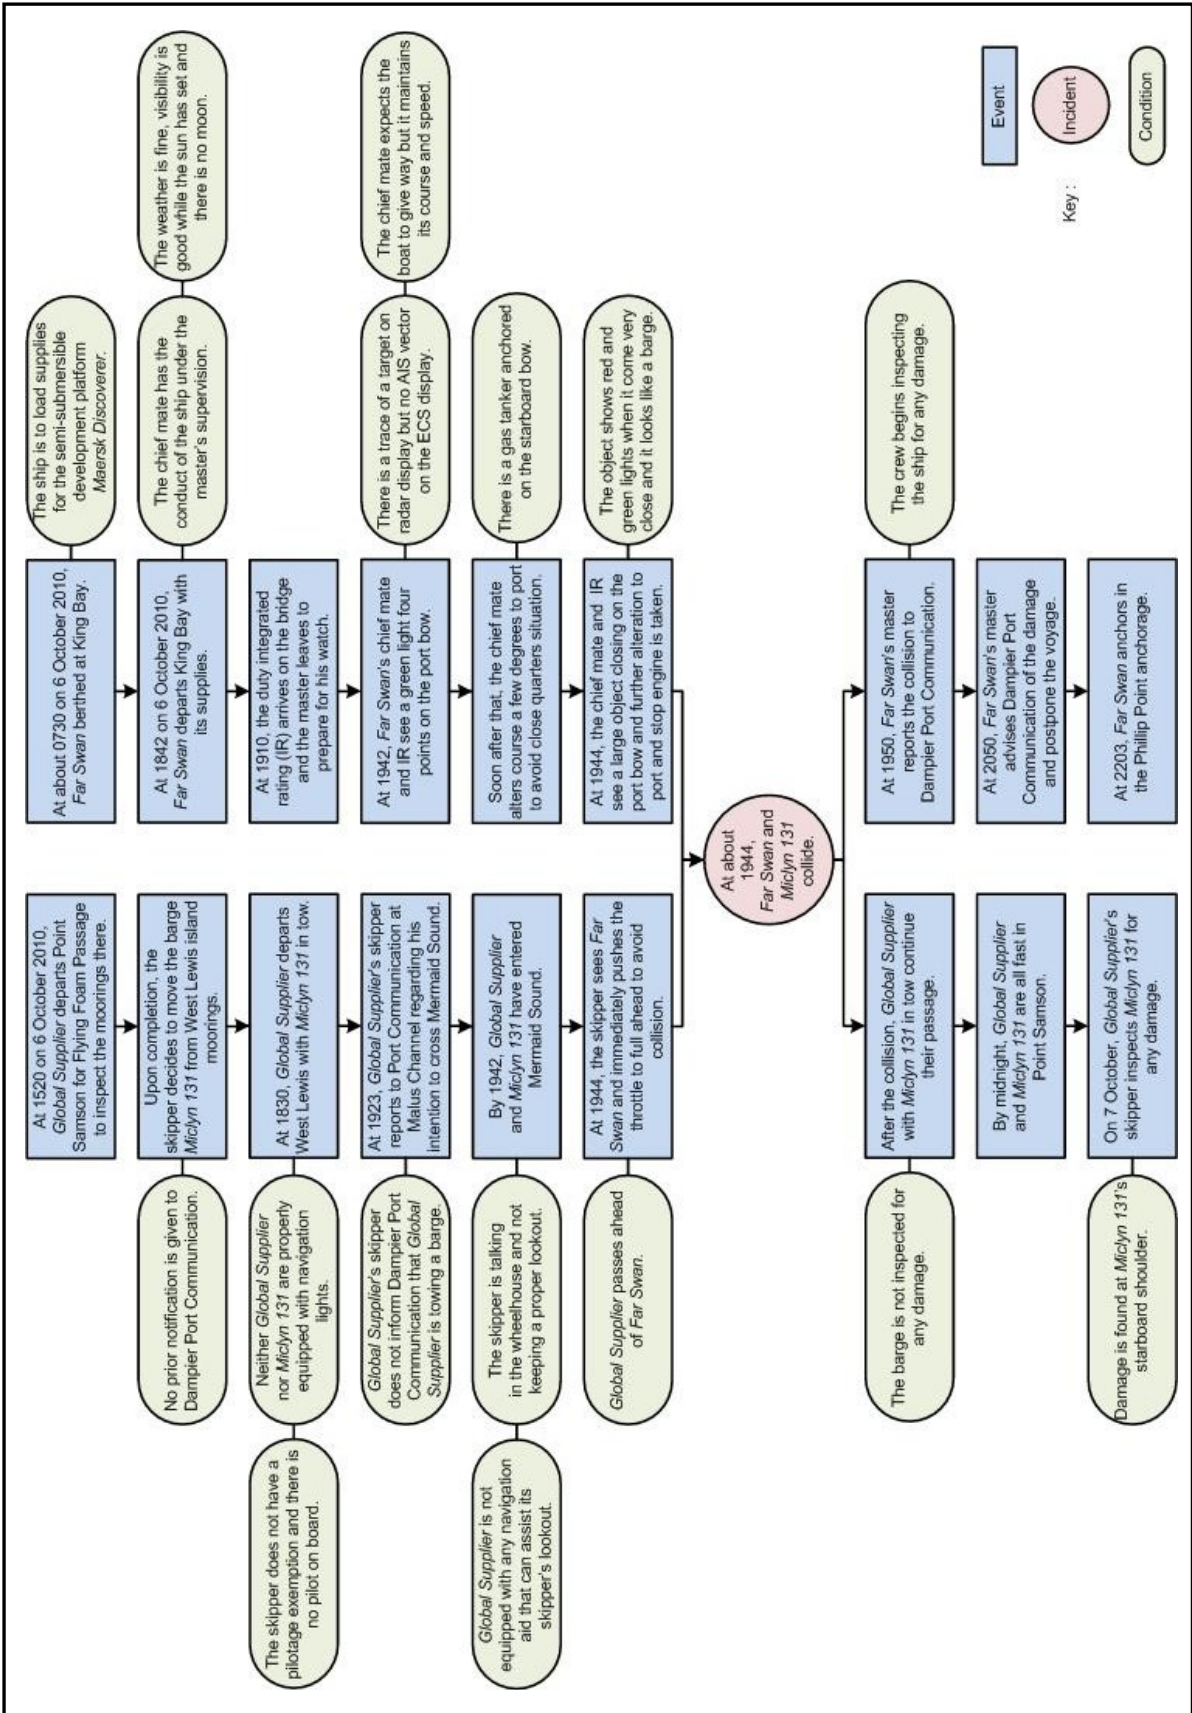 The ship is to load supplies
for the semi-submersible
development platform
Maersk Discoverer.
At about 0730 on 6 October 2010,
Far Swan berthed at King Bay.
At 1520 on 6 October 2010,
Global Supplier departs Point
Samson for Flying Foam Passage
to inspect the moorings there.
The weather is fine, visibility is
good while the sun has set and
there is no moon.
The chief mate has the
conduct of the ship under the
master's supervision.
At 1842 on 6 October 2010,
Far Swan departs King Bay with
its supplies.
Upon completion, the
skipper decides to move the barge
Miclyn 131 from West Lewis island
moorings.
No prior notification is given to
Dampier Port Communication.
At 1910, the duty integrated
rating (IR) arrives on the bridge
and the master leaves to
prepare for his watch.
At 1830, Global Supplier departs
West Lewis with Miclyn 131 in tow.
Neither Global Supplier
nor Miclyn 131 are properly
equipped with navigation
lights.
The skipper does not have a
pilotage exemption and there is
no pilot on board.
The chief mate expects the
boat to give way but it maintains
its course and speed.
There is a trace of a target on
radar display but no AIS vector
on the ECS display.
At 1942, Far Swan's chief mate
and IR see a green light four
points on the port bow.
At 1923, Global Supplier's skipper
reports to Port Communication at
Malus Channel regarding his
intention to cross Mermaid Sound.
Global Supplier's skipper
does not inform Dampier Port
Communication that Global
Supplier is towing a barge.
There is a gas tanker anchored
on the starboard bow.
Soon after that, the chief mate
alters course a few degrees to port
to avoid close quarters situation.
By 1942, Global Supplier
and Miclyn 131 have entered
Mermaid Sound.
The skipper is talking
in the wheelhouse and not
keeping a proper lookout.
Global Supplier is not
equipped with any navigation
aid that can assist its
skipper's lookout.
The object shows red and
green lights when it come very
close and it looks like a barge.
At 1944, the chief mate and IR
see a large object closing on the
port bow and further alteration to
port and stop engine is taken.
At 1944, the skipper sees Far
Swan and immediately pushes the
throttle to full ahead to avoid
collision.
Global Supplier passes ahead
of Far Swan.
At about
1944,
Far Swan and
Miclyn 131
collide.
The crew begins inspecting
the ship for any damage.
At 1950, Far Swan's master
reports the collision to
Dampier Port Communication.
After the collision, Global Supplier
with Miclyn 131 in tow continue
their passage.
The barge is not inspected for
any damage.
At 2050, Far Swan's master
advises Dampier Port
Communication of the damage
and postpone the voyage.
By midnight, Global Supplier
and Miclyn 131 are all fast in
Point Samson.
At 2203, Far Swan anchors in
the Phillip Point anchorage.
On 7 October, Global Supplier's
skipper inspects Miclyn 131 for
any damage.
Damage is found at Miclyn 131's
starboard shoulder.
Key :
Event
Incident
Condition